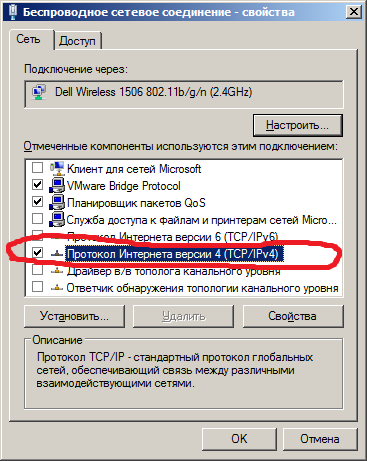 Беспроводное сетевое соединение - свойства
Сеть
Доступ
Подключение через:
Dell Wireless 1506 802.11b/g/n (2.4GHz)
Настроить...
Отмеченные компоненты используются этим подключением:
Клиент для сетей Microsoft
VMware Bridge Protocol
Планировщик пакетов QoS
Служба доступа к файлам и принтерам сетей Micro...
Протокол Интернета версии 6 (TCP/IPv6)
Протокол Интернета версии 4 (TCP/IPv4)
Драйвер в/в тополога канального уровня
Ответчик обнаружения топологии канального уровня
Установить...
Удалить
Свойства
Описание
Протокол TCP/IP - стандартный протокол глобальных
сетей, обеспечивающий связь между различными
взаимодействующими сетями.
OK
Отмена